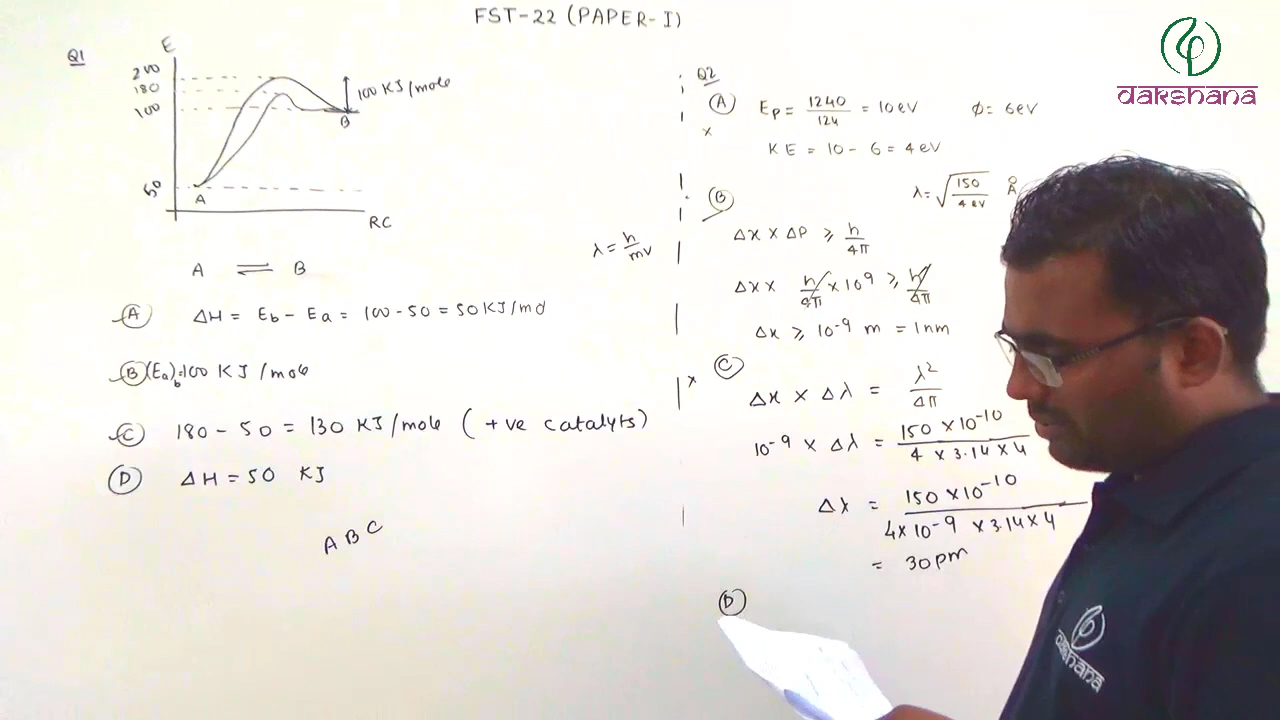 FST-22 (PAPER-I)
dakshana
Q1
E
200
180
100
50
100 KJ/mole
B
A
RC
A ⇌ B
(A) ΔH = Eb - Ea = 100 - 50 = 50 KJ/mol
(B) (Ea)b = 100 KJ/mole
(C) 180 - 50 = 130 KJ/mole (+ve catalyts)
(D) ΔH = 50 KJ
A B C
λ = h/mv
Q2
(A) Ep = 1240/124 = 10eV φ = 6eV
x
KE = 10 - 6 = 4eV
λ = √(150/4eV) Å
(B)
Δx x ΔP ≥ h/4π
Δx x h/4π x 10^9 ≥ h/4π
Δx ≥ 10^-9 m = 1nm
x (C)
Δx x Δλ = λ²/4π
10^-9 x Δλ = 150 x 10^-10 / 4 x 3.14 x 4
Δλ = 150 x 10^-10 / 4 x 10^-9 x 3.14 x 4
= 30pm
(D)
dakshana